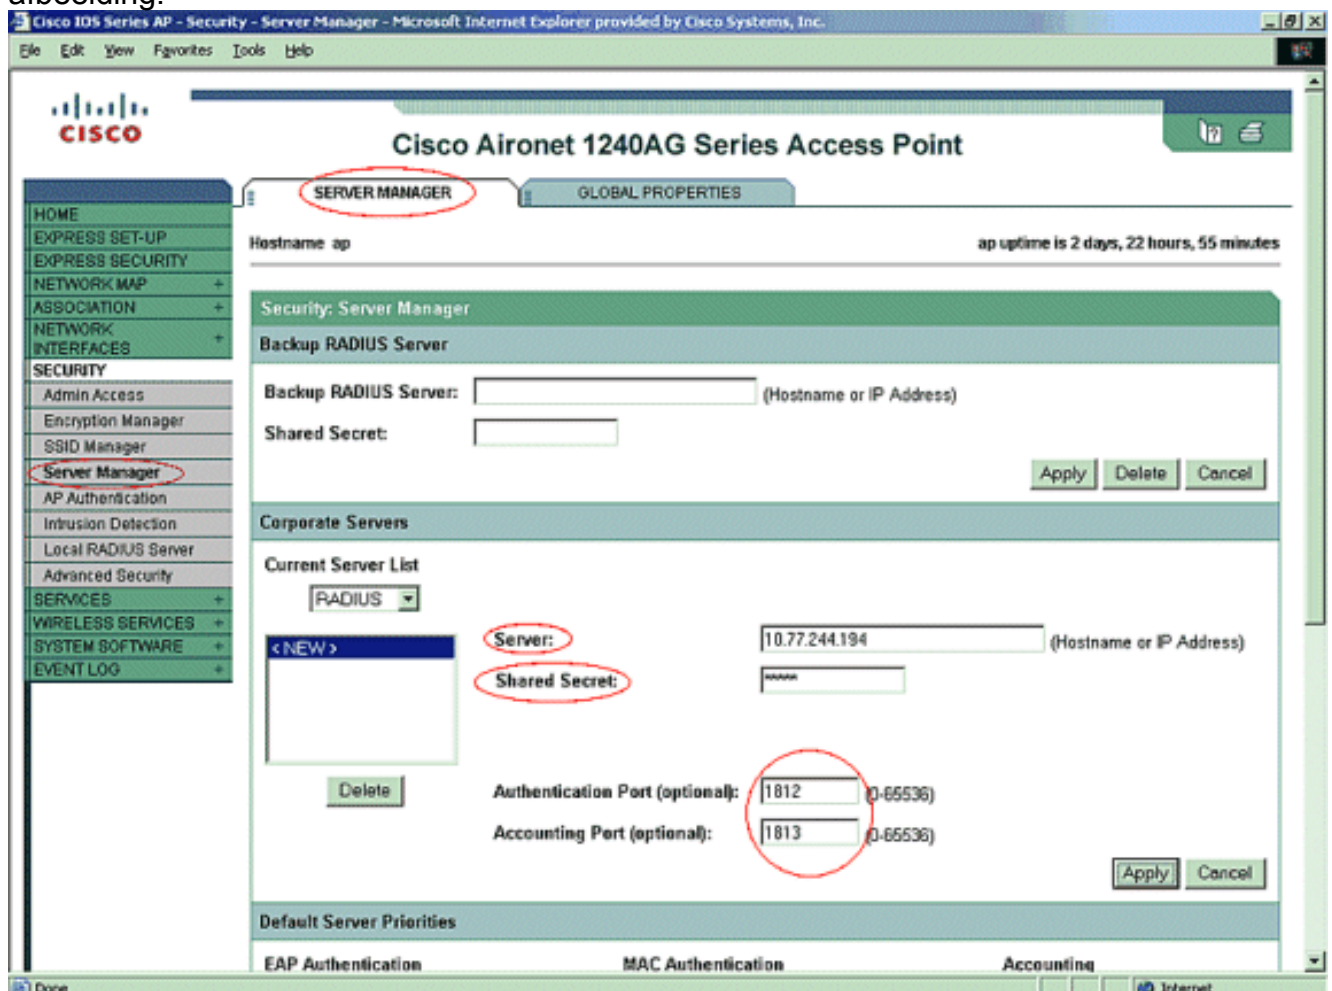 afbeelding.
Cisco IOS Series AP - Security - Server Manager - Microsoft Internet Explorer provided by Cisco Systems, Inc.
File Edit View Favorites Tools Help
CISCO
Cisco Aironet 1240AG Series Access Point
SERVER MANAGER
GLOBAL PROPERTIES
HOME
EXPRESS SET-UP
EXPRESS SECURITY
NETWORK MAP +
ASSOCIATION +
NETWORK
INTERFACES +
SECURITY
Admin Access
Encryption Manager
SSID Manager
Server Manager
AP Authentication
Intrusion Detection
Local RADIUS Server
Advanced Security
SERVICES +
WIRELESS SERVICES +
SYSTEM SOFTWARE +
EVENT LOG +
Hostname ap
ap uptime is 2 days, 22 hours, 55 minutes
Security: Server Manager
Backup RADIUS Server
Backup RADIUS Server: (Hostname or IP Address)
Shared Secret:
Apply Delete Cancel
Corporate Servers
Current Server List
RADIUS
< NEW >
Delete
Server: 10.77.244.194 (Hostname or IP Address)
Shared Secret: *****
Authentication Port (optional): 1812 (0-65536)
Accounting Port (optional): 1813 (0-65536)
Apply Cancel
Default Server Priorities
EAP Authentication MAC Authentication Accounting
Done Internet